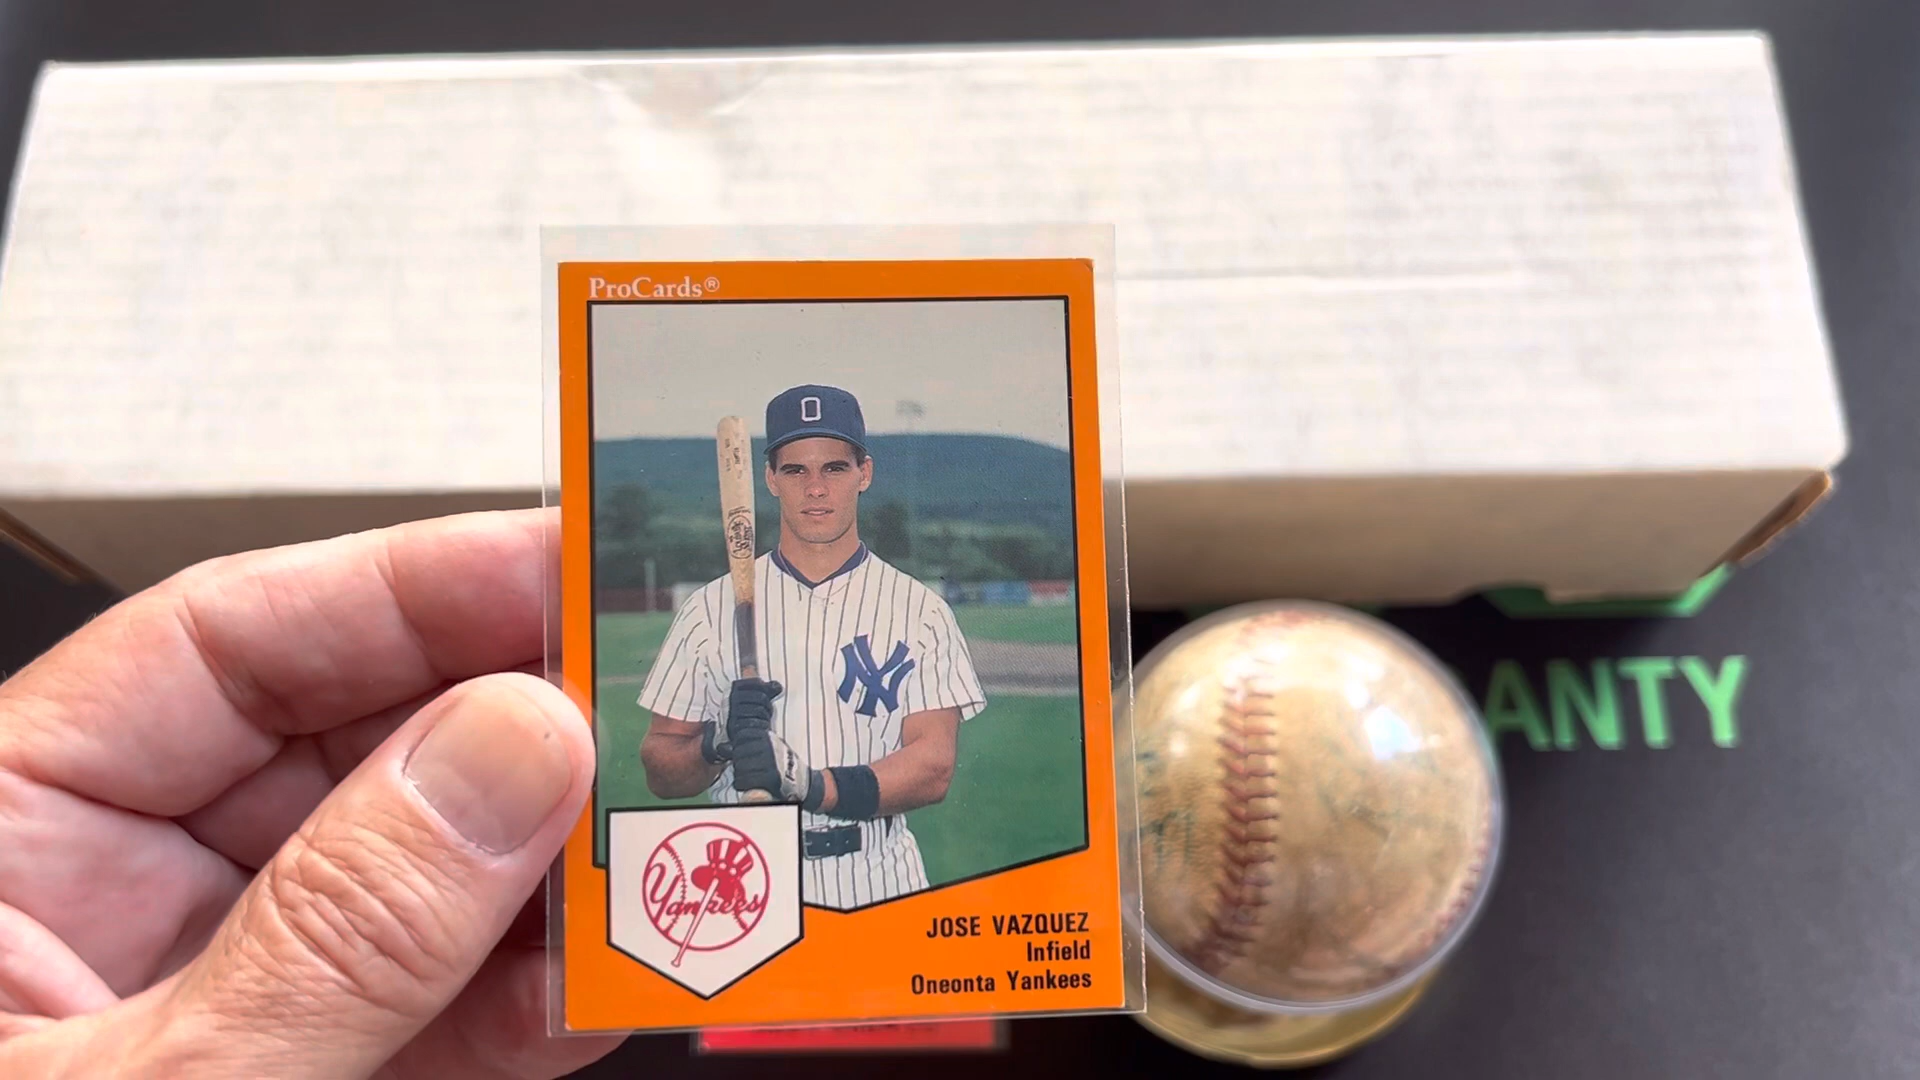 ProCards®
O
NY
Yankees
JOSE VAZQUEZ
Infield
Oneonta Yankees
ANTY